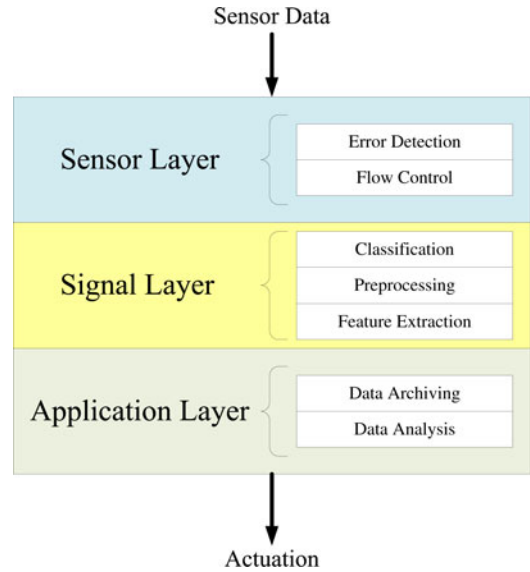 Sensor Data
Sensor Layer
Error Detection
Flow Control
Signal Layer
Classification
Preprocessing
Feature Extraction
Application Layer
Data Archiving
Data Analysis
Actuation